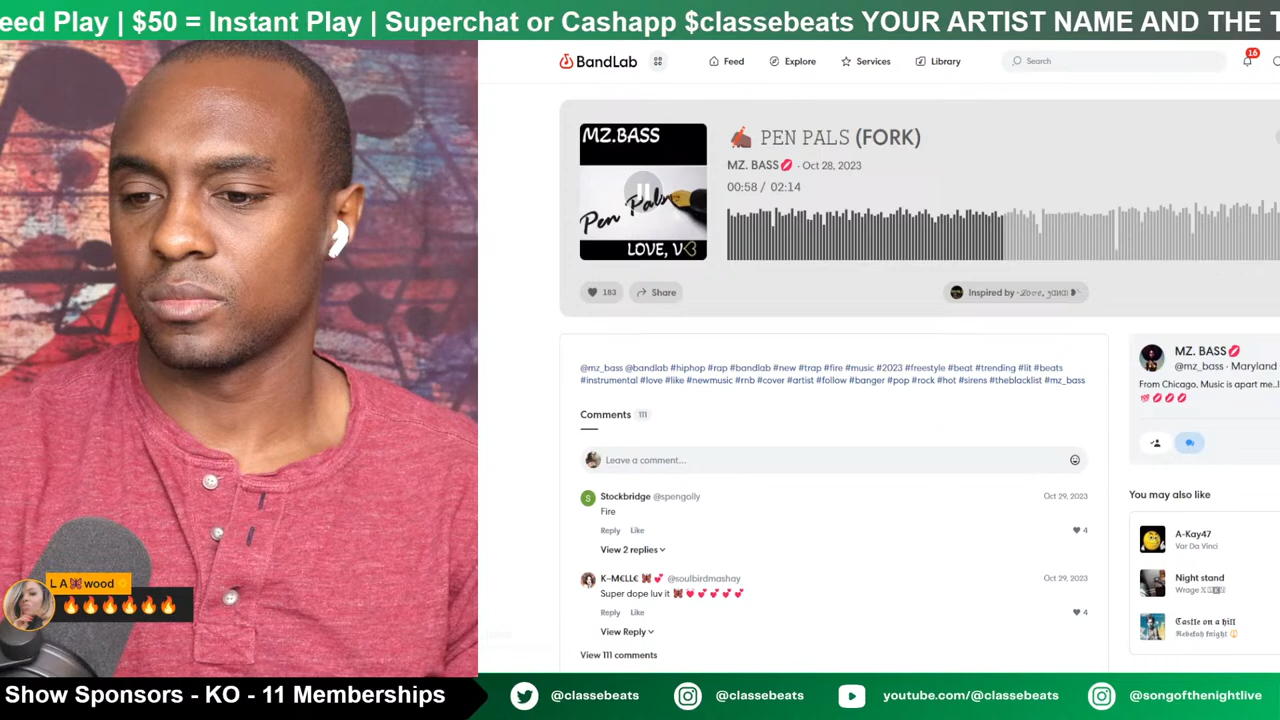 eed Play | $50 = Instant Play | Superchat or Cashapp $classebeats YOUR ARTIST NAME AND THE T
BandLab
Feed
Explore
Services
Library
Search
16
MZ.BASS
Pen Pals
LOVE, V
PEN PALS (FORK)
MZ. BASS💋 · Oct 28, 2023
00:58 / 02:14
183
Share
Inspired by
@mz_bass @bandlab #hiphop #rap #bandlab #new #trap #fire #music #2023 #freestyle #beat #trending #lit #beats
#instrumental #love #like #newmusic #rnb #cover #artist #follow #banger #pop #rock #hot #sirens #theblacklist #mz_bass
Comments 111
Leave a comment...
S
Stockbridge @spengolly
Oct 29, 2023
Fire
Reply Like
4
View 2 replies
K-M€LL€ 🦋 💕 @soulbirdmashay
Oct 29, 2023
Super dope luv it 🦋 💗 💕 💕 💕 💕
Reply Like
4
View Reply
View 111 comments
MZ. BASS💋
@mz_bass · Maryland
From Chicago, Music is apart me...I
💯 💋 💋 💋
You may also like
A-Kay47
Var Da Vinci
Night stand
Wrage
Castle on a hill
L A🦋wood
🔥🔥🔥🔥🔥🔥
Show Sponsors - KO - 11 Memberships
@classebeats
@classebeats
youtube.com/@classebeats
@songofthenightlive